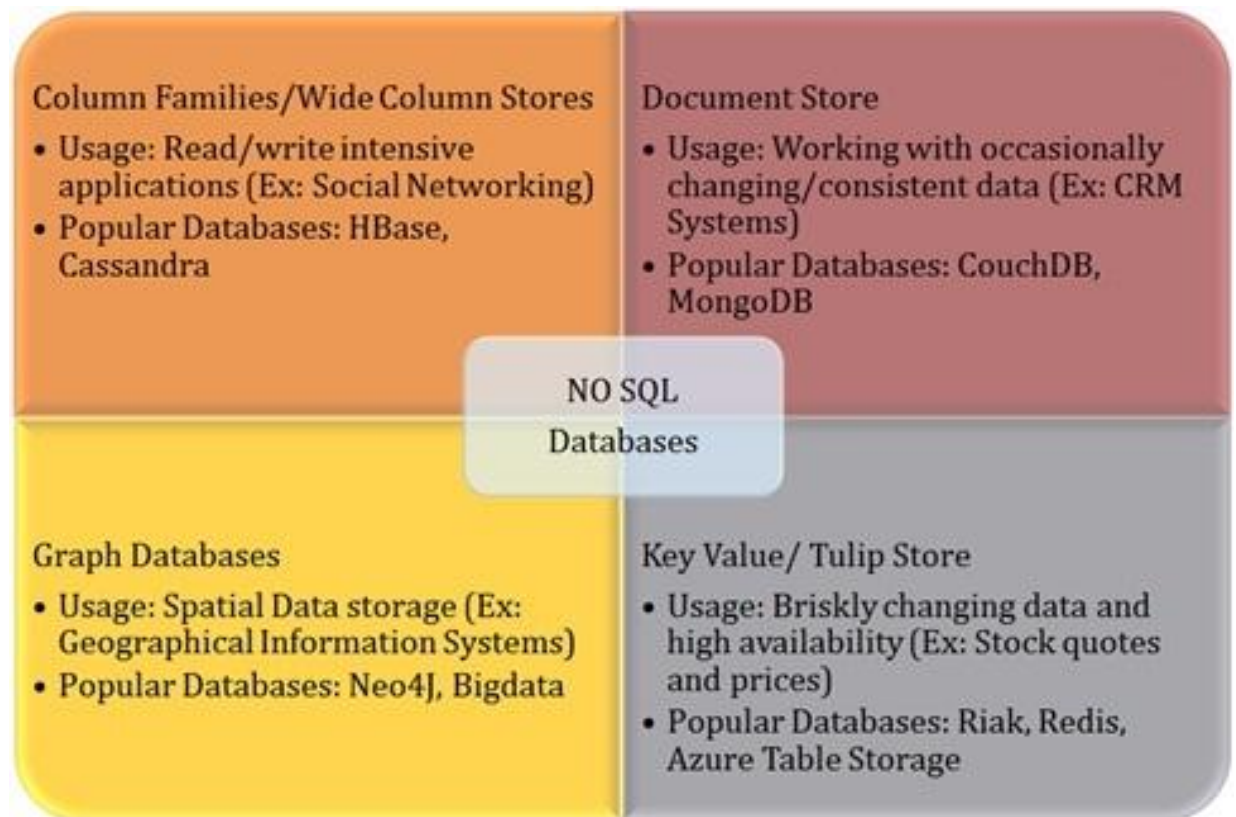 Column Families/Wide Column Stores
• Usage: Read/write intensive
applications (Ex: Social Networking)
• Popular Databases: HBase,
Cassandra
Document Store
• Usage: Working with occasionally
changing/consistent data (Ex: CRM
Systems)
• Popular Databases: CouchDB,
MongoDB
NO SQL
Databases
Graph Databases
• Usage: Spatial Data storage (Ex:
Geographical Information Systems)
• Popular Databases: Neo4J, Bigdata
Key Value/ Tulip Store
• Usage: Briskly changing data and
high availability (Ex: Stock quotes
and prices)
• Popular Databases: Riak, Redis,
Azure Table Storage